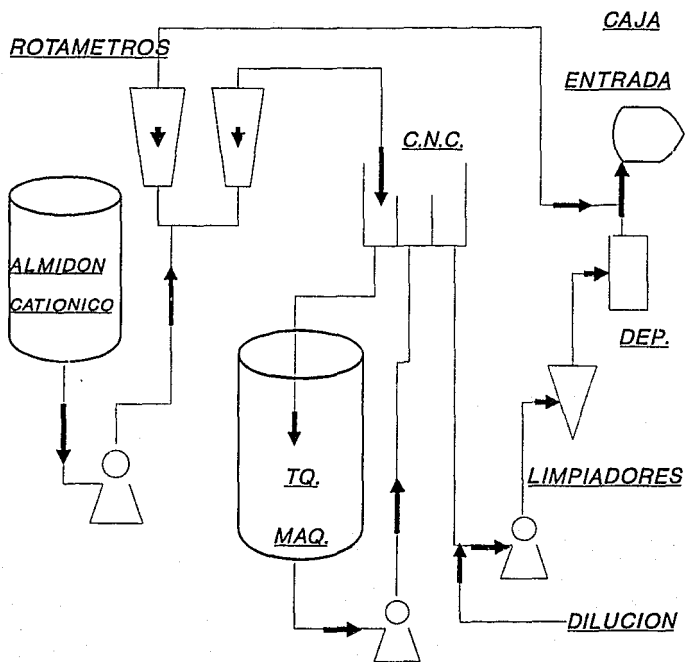 CAJA
ROTAMETROS
ENTRADA
C.N.C.
ALMIDON
CATIONICO
DEP.
TQ.
LIMPIADORES
MAQ.
DILUCION